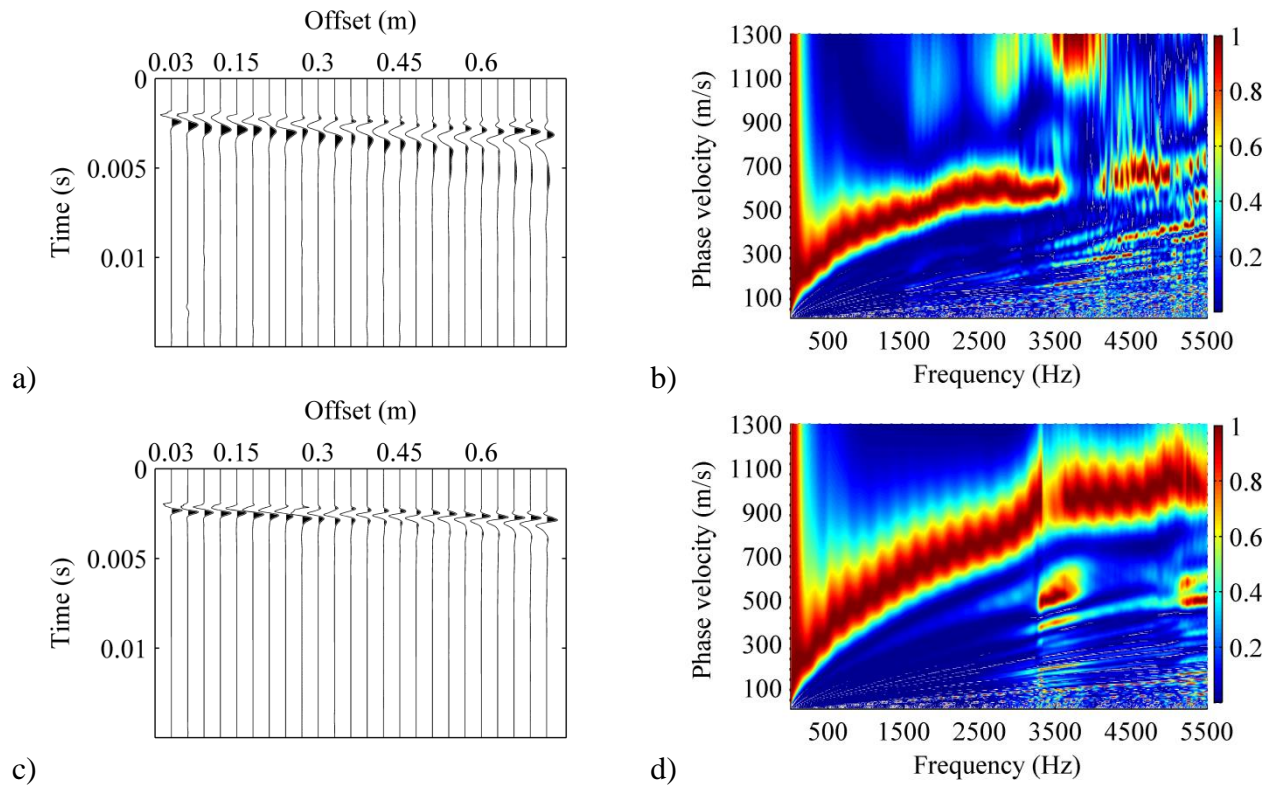 Offset (m)
0.03 0.15 0.3 0.45 0.6
0
0.005
0.01
Time (s)
a)
1300
1100
900
700
500
300
100
Phase velocity (m/s)
500 1500 2500 3500 4500 5500
Frequency (Hz)
1
0.8
0.6
0.4
0.2
b)
Offset (m)
0.03 0.15 0.3 0.45 0.6
0
0.005
0.01
Time (s)
c)
1300
1100
900
700
500
300
100
Phase velocity (m/s)
500 1500 2500 3500 4500 5500
Frequency (Hz)
1
0.8
0.6
0.4
0.2
d)